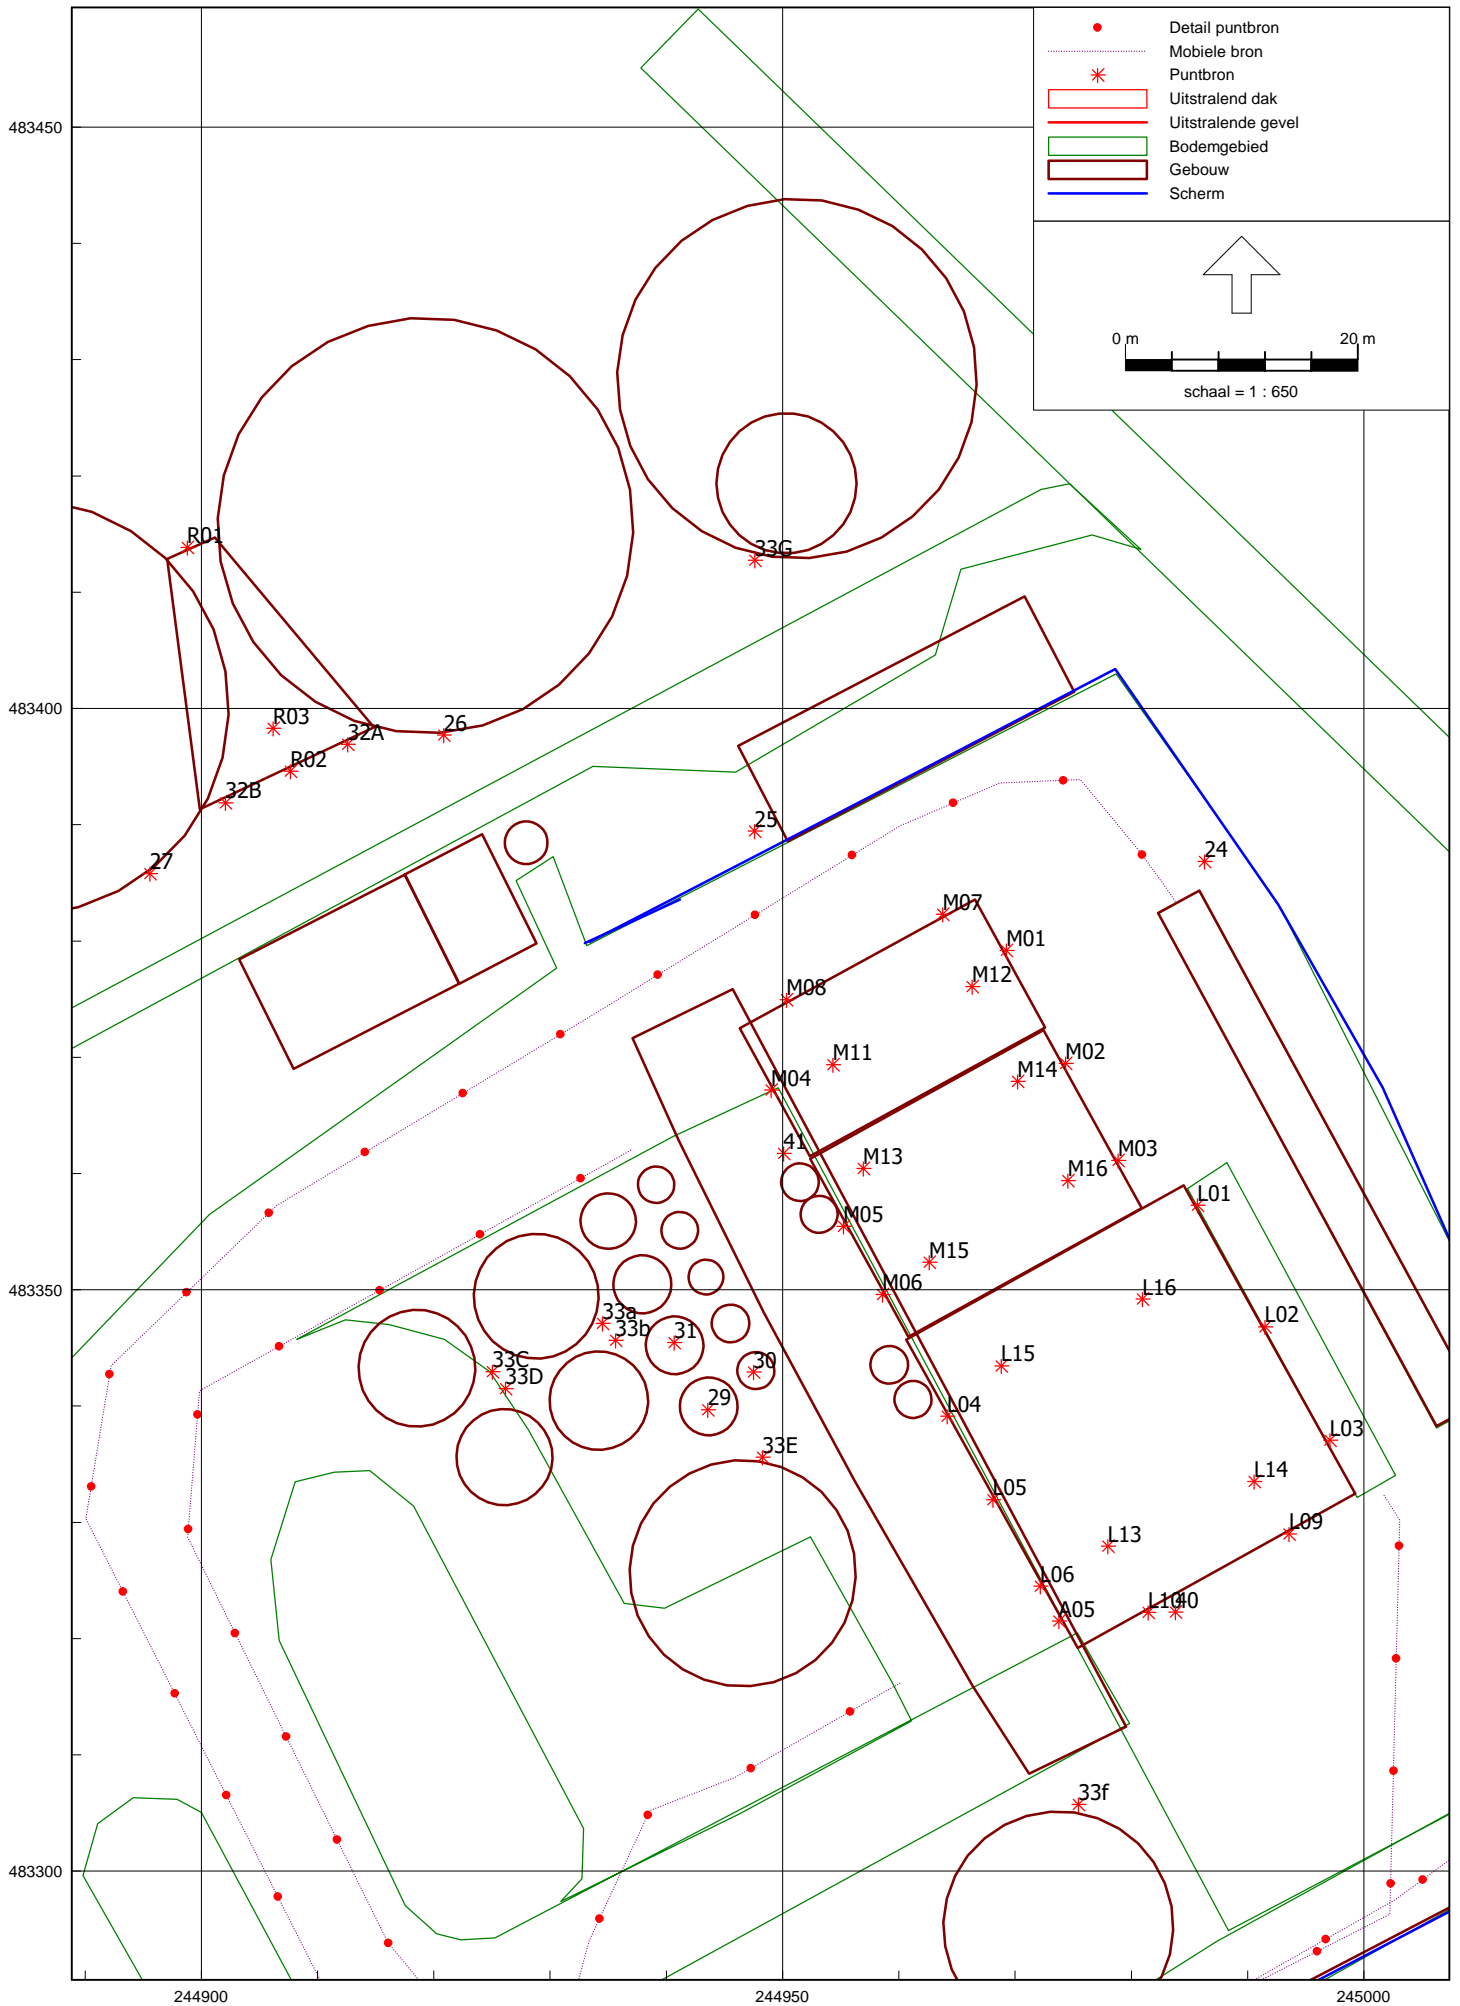 Detail puntbron
Mobiele bron
Puntbron
Uitstralend dak
Uitstralende gevel
Bodemgebied
Gebouw
Scherm
0 m 20 m
schaal = 1 : 650
483450
R01
33G
483400
R03
32A
26
R02
32B
25
27
24
M07
M01
M12
M08
M11
M02
M14
M04
41
M13
M03
M16
L01
M05
M15
483350
M06
L16
33a
33b
31
L02
33C
33D
30
L15
29
L04
L03
33E
L14
L05
L09
L13
L06
A05
L10
40
33f
483300
244900 244950 245000